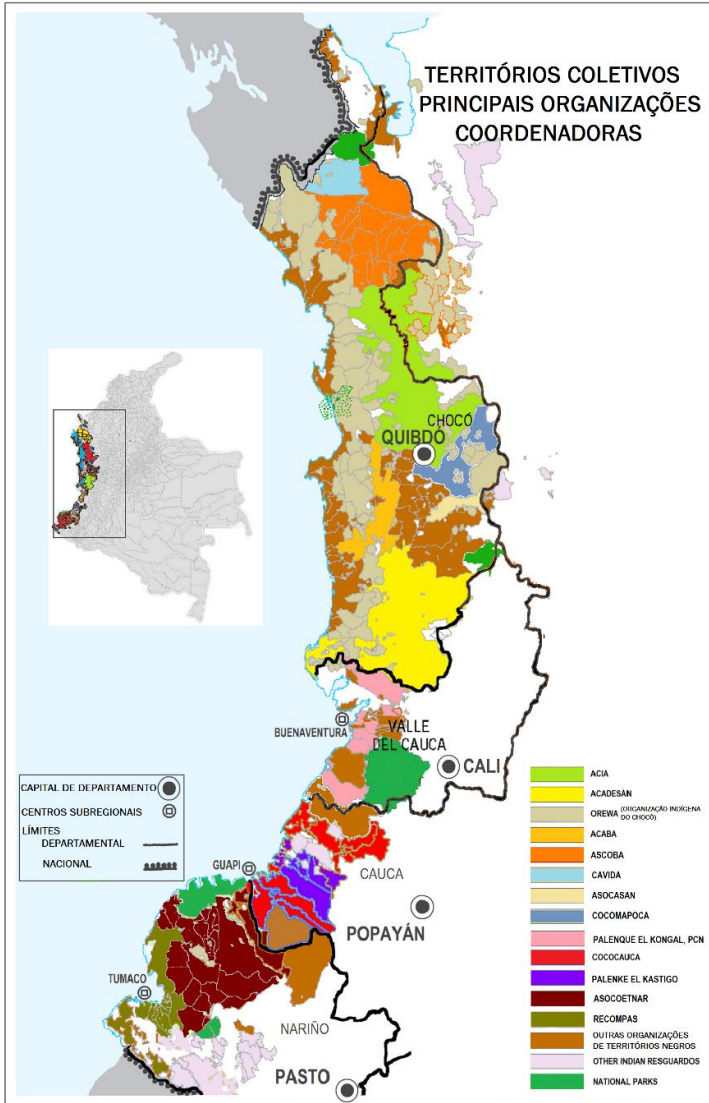 TERRITÓRIOS COLETIVOS
PRINCIPAIS ORGANIZAÇÕES
COORDENADORAS
CHOCÓ
QUIBDÓ
BUENAVENTURA
VALLE
DEL CAUCA
CALI
CAPITAL DE DEPARTAMENTO
CENTROS SUBREGIONAIS
LÍMITES
DEPARTAMENTAL
NACIONAL
GUAPI
CAUCA
POPAYÁN
TUMACO
NARIÑO
PASTO
ACIA
ACADESÀN
OREWA (ORGANIZAÇÃO INDÍGENA
DO CHOCÓ)
ACABA
ASCOBA
CAVIDA
ASOCASAN
COCOMAPOCA
PALENQUE EL KONGAL, PCN
COCOCAUCA
PALENKE EL KASTIGO
ASOCOETNAR
RECOMPAS
OUTRAS ORGANIZAÇÕES
DE TERRITÓRIOS NEGROS
OTHER INDIAN RESGUARDOS
NATIONAL PARKS